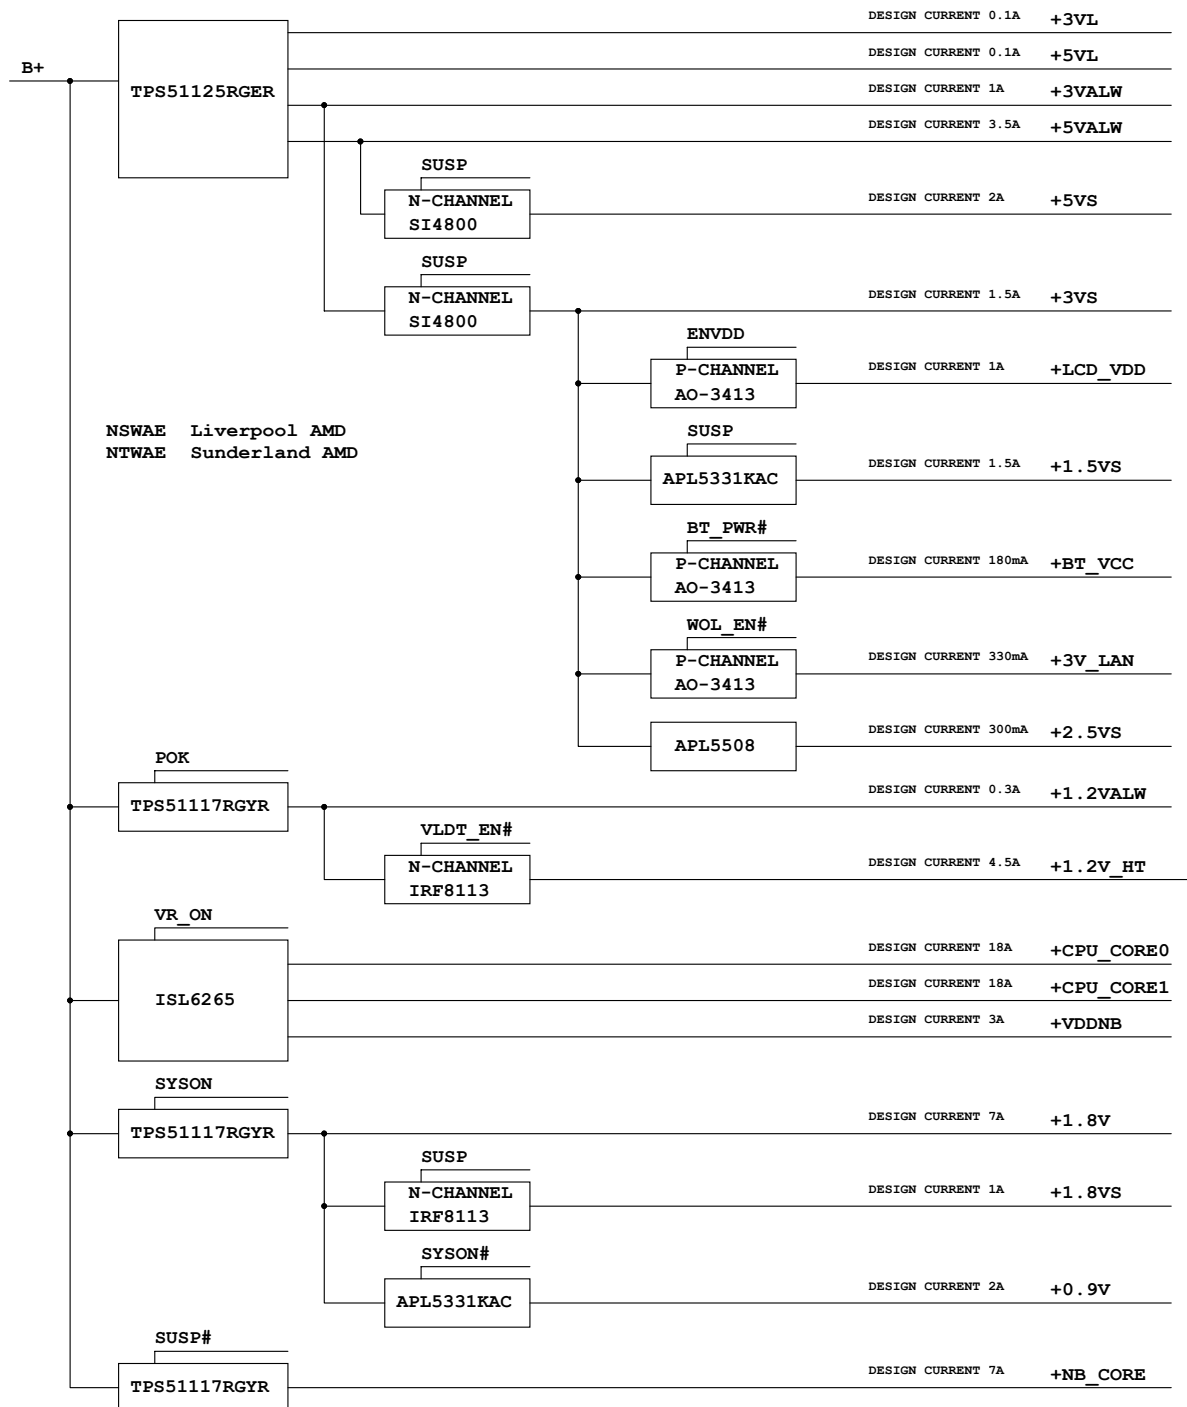 DESIGN CURRENT 0.1A +3VL
DESIGN CURRENT 0.1A +5VL
B+
TPS51125RGER
DESIGN CURRENT 1A +3VALW
DESIGN CURRENT 3.5A +5VALW
SUSP
N-CHANNEL
SI4800
DESIGN CURRENT 2A +5VS
SUSP
N-CHANNEL
SI4800
DESIGN CURRENT 1.5A +3VS
ENVDD
P-CHANNEL
AO-3413
DESIGN CURRENT 1A +LCD_VDD
NSWAE Liverpool AMD
NTWAE Sunderland AMD
SUSP
APL5331KAC
DESIGN CURRENT 1.5A +1.5VS
BT_PWR#
P-CHANNEL
AO-3413
DESIGN CURRENT 180mA +BT_VCC
WOL_EN#
P-CHANNEL
AO-3413
DESIGN CURRENT 330mA +3V_LAN
APL5508
DESIGN CURRENT 300mA +2.5VS
POK
TPS51117RGYR
DESIGN CURRENT 0.3A +1.2VALW
VLDT_EN#
N-CHANNEL
IRF8113
DESIGN CURRENT 4.5A +1.2V_HT
VR_ON
ISL6265
DESIGN CURRENT 18A +CPU_CORE0
DESIGN CURRENT 18A +CPU_CORE1
DESIGN CURRENT 3A +VDDNB
SYSON
TPS51117RGYR
DESIGN CURRENT 7A +1.8V
SUSP
N-CHANNEL
IRF8113
DESIGN CURRENT 1A +1.8VS
SYSON#
APL5331KAC
DESIGN CURRENT 2A +0.9V
SUSP#
TPS51117RGYR
DESIGN CURRENT 7A +NB_CORE